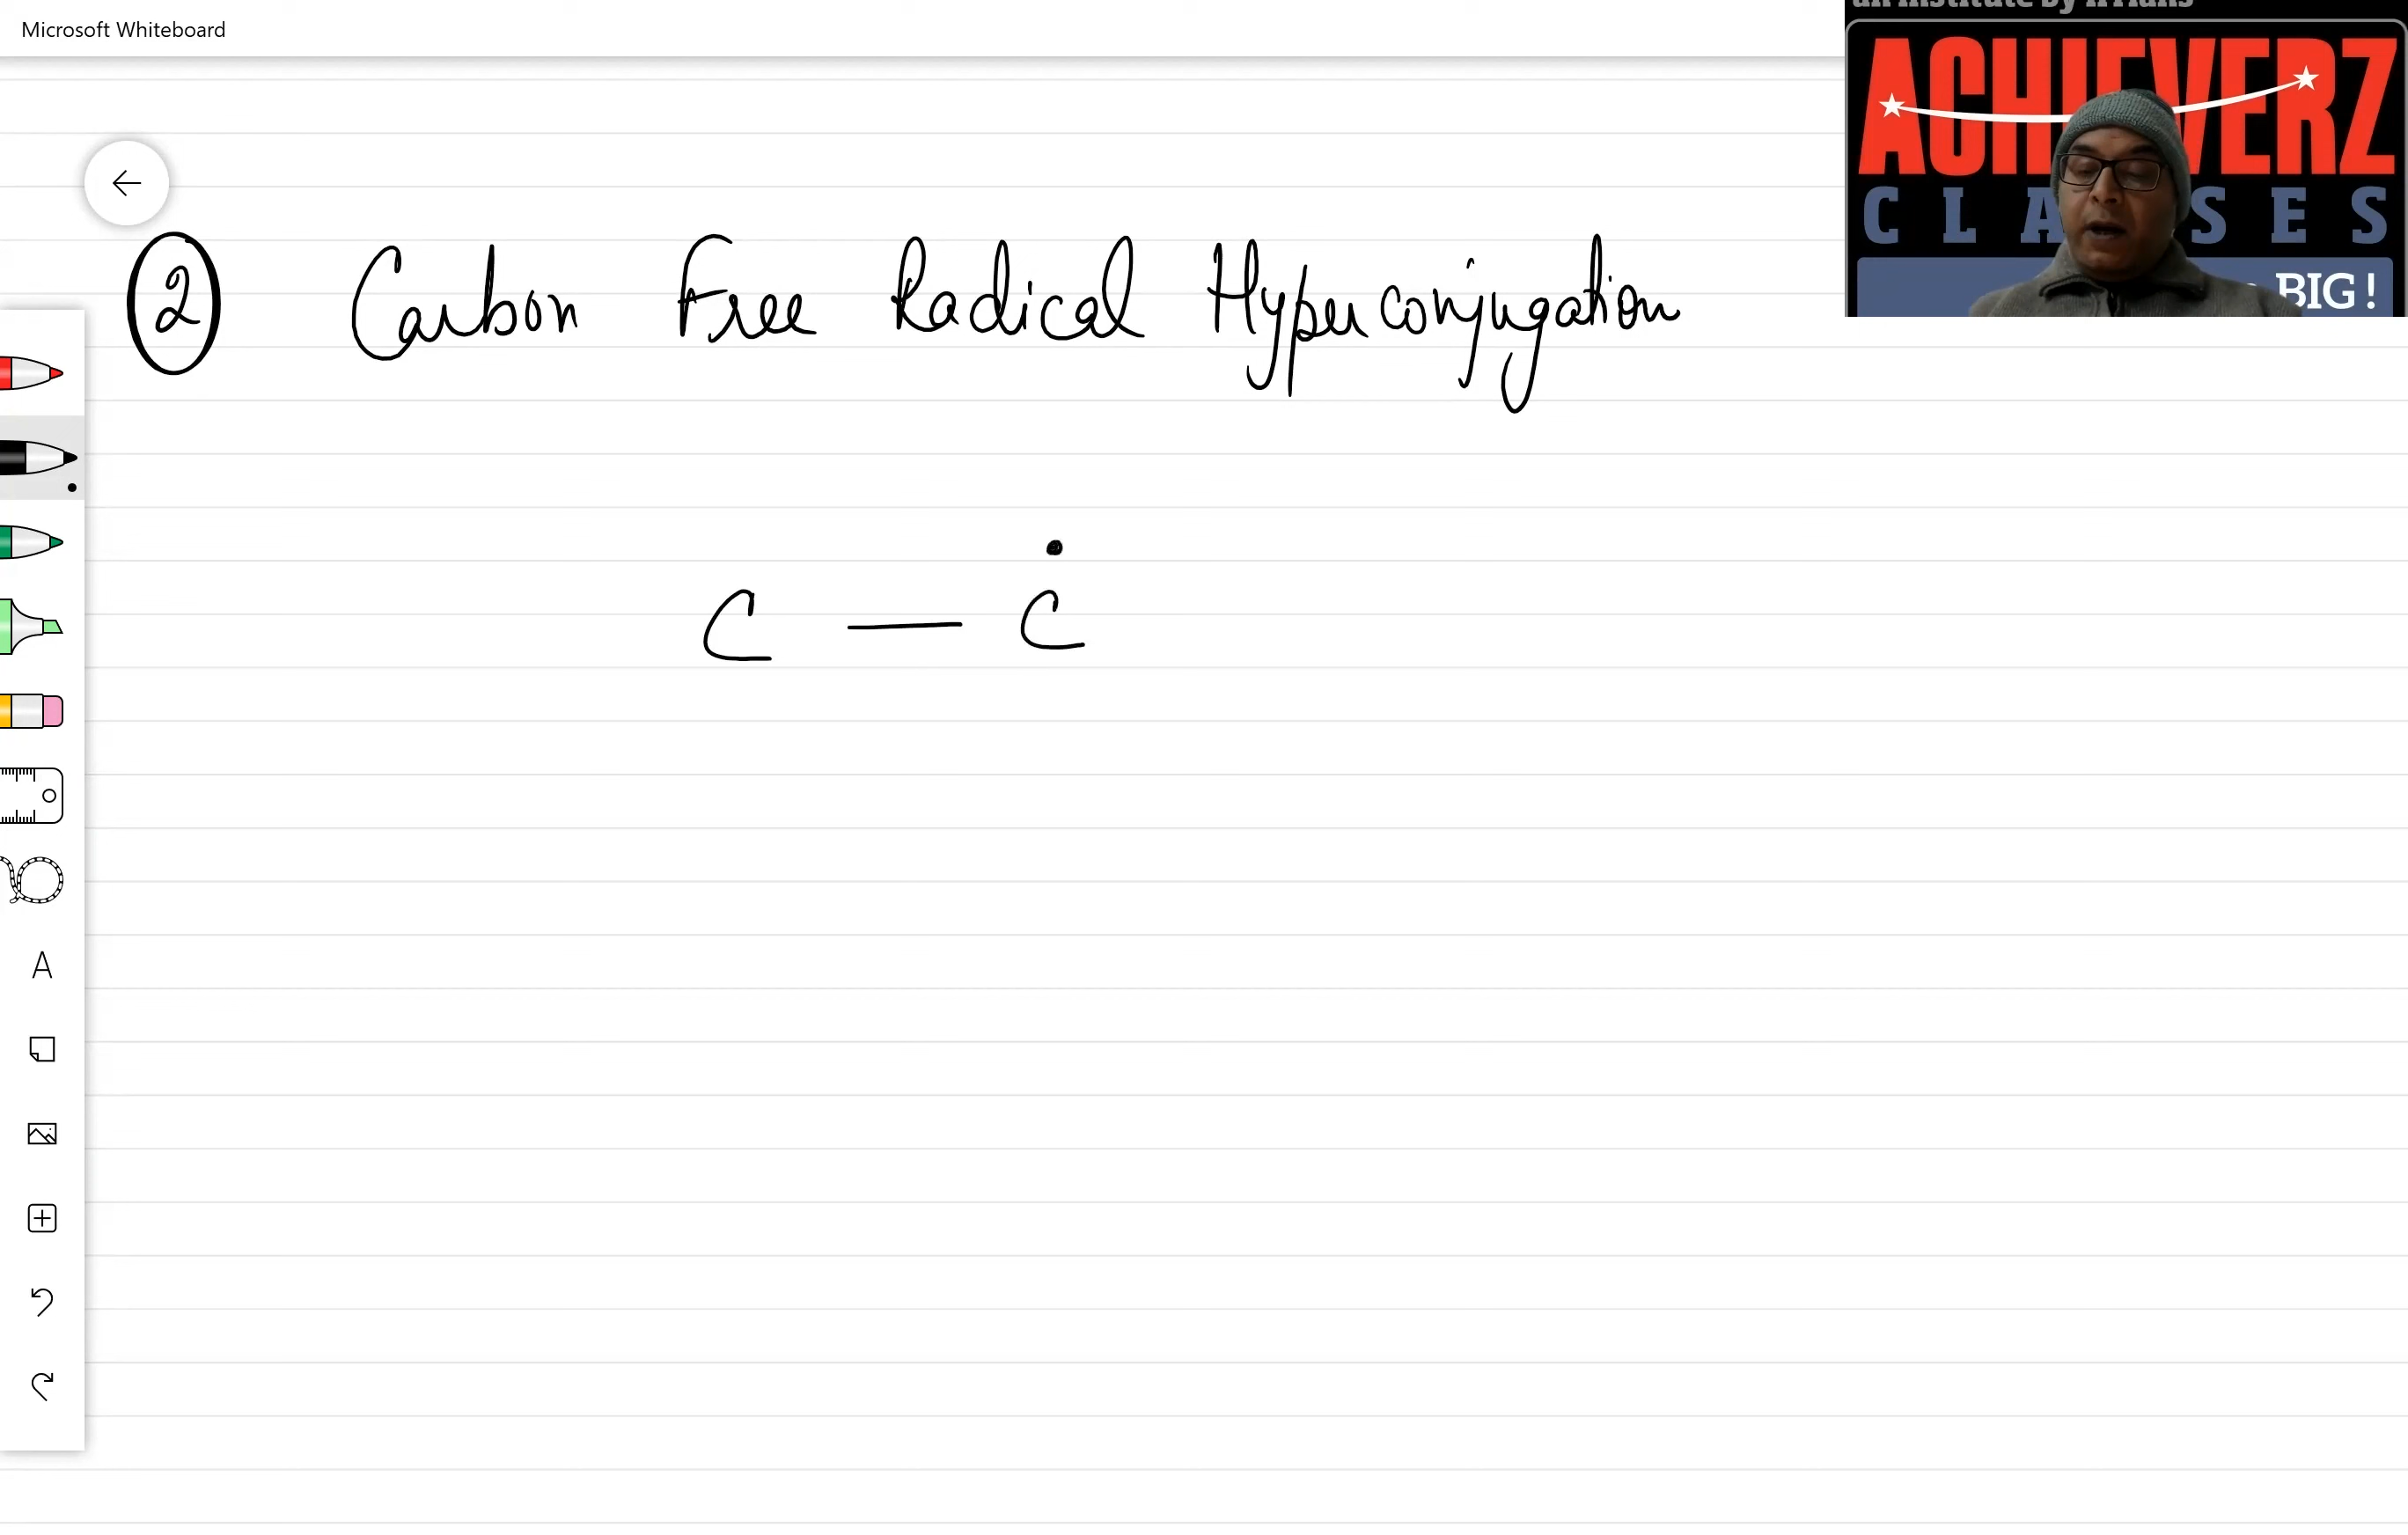 Microsoft Whiteboard
ACHIEVERZ
CLASSES
BIG!
② Carbon Free Radical Hyperconjugation
C — Ċ
A